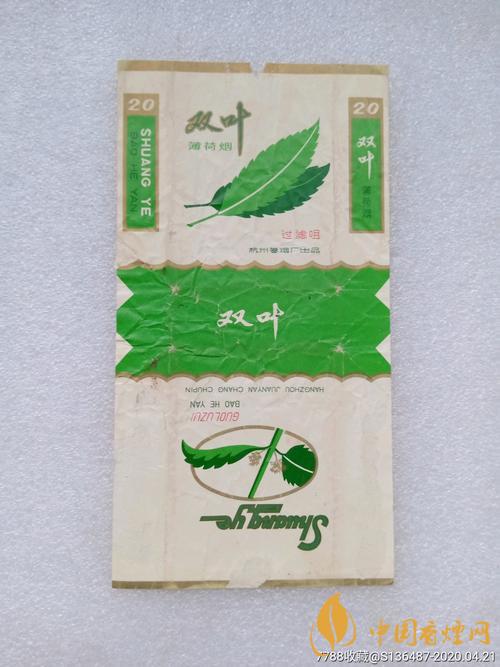 20
SHUANG YE
BAO HE YAN
双叶
薄荷烟
过滤咀
杭州卷烟厂出品
20
双叶
薄荷烟
双叶
HANGZHOU JUANYAN CHANG CHUPIN
BAO HE YAN
GUOLUZUI
Shuangye
中国香烟网
7788收藏@S136487-2020.04.21